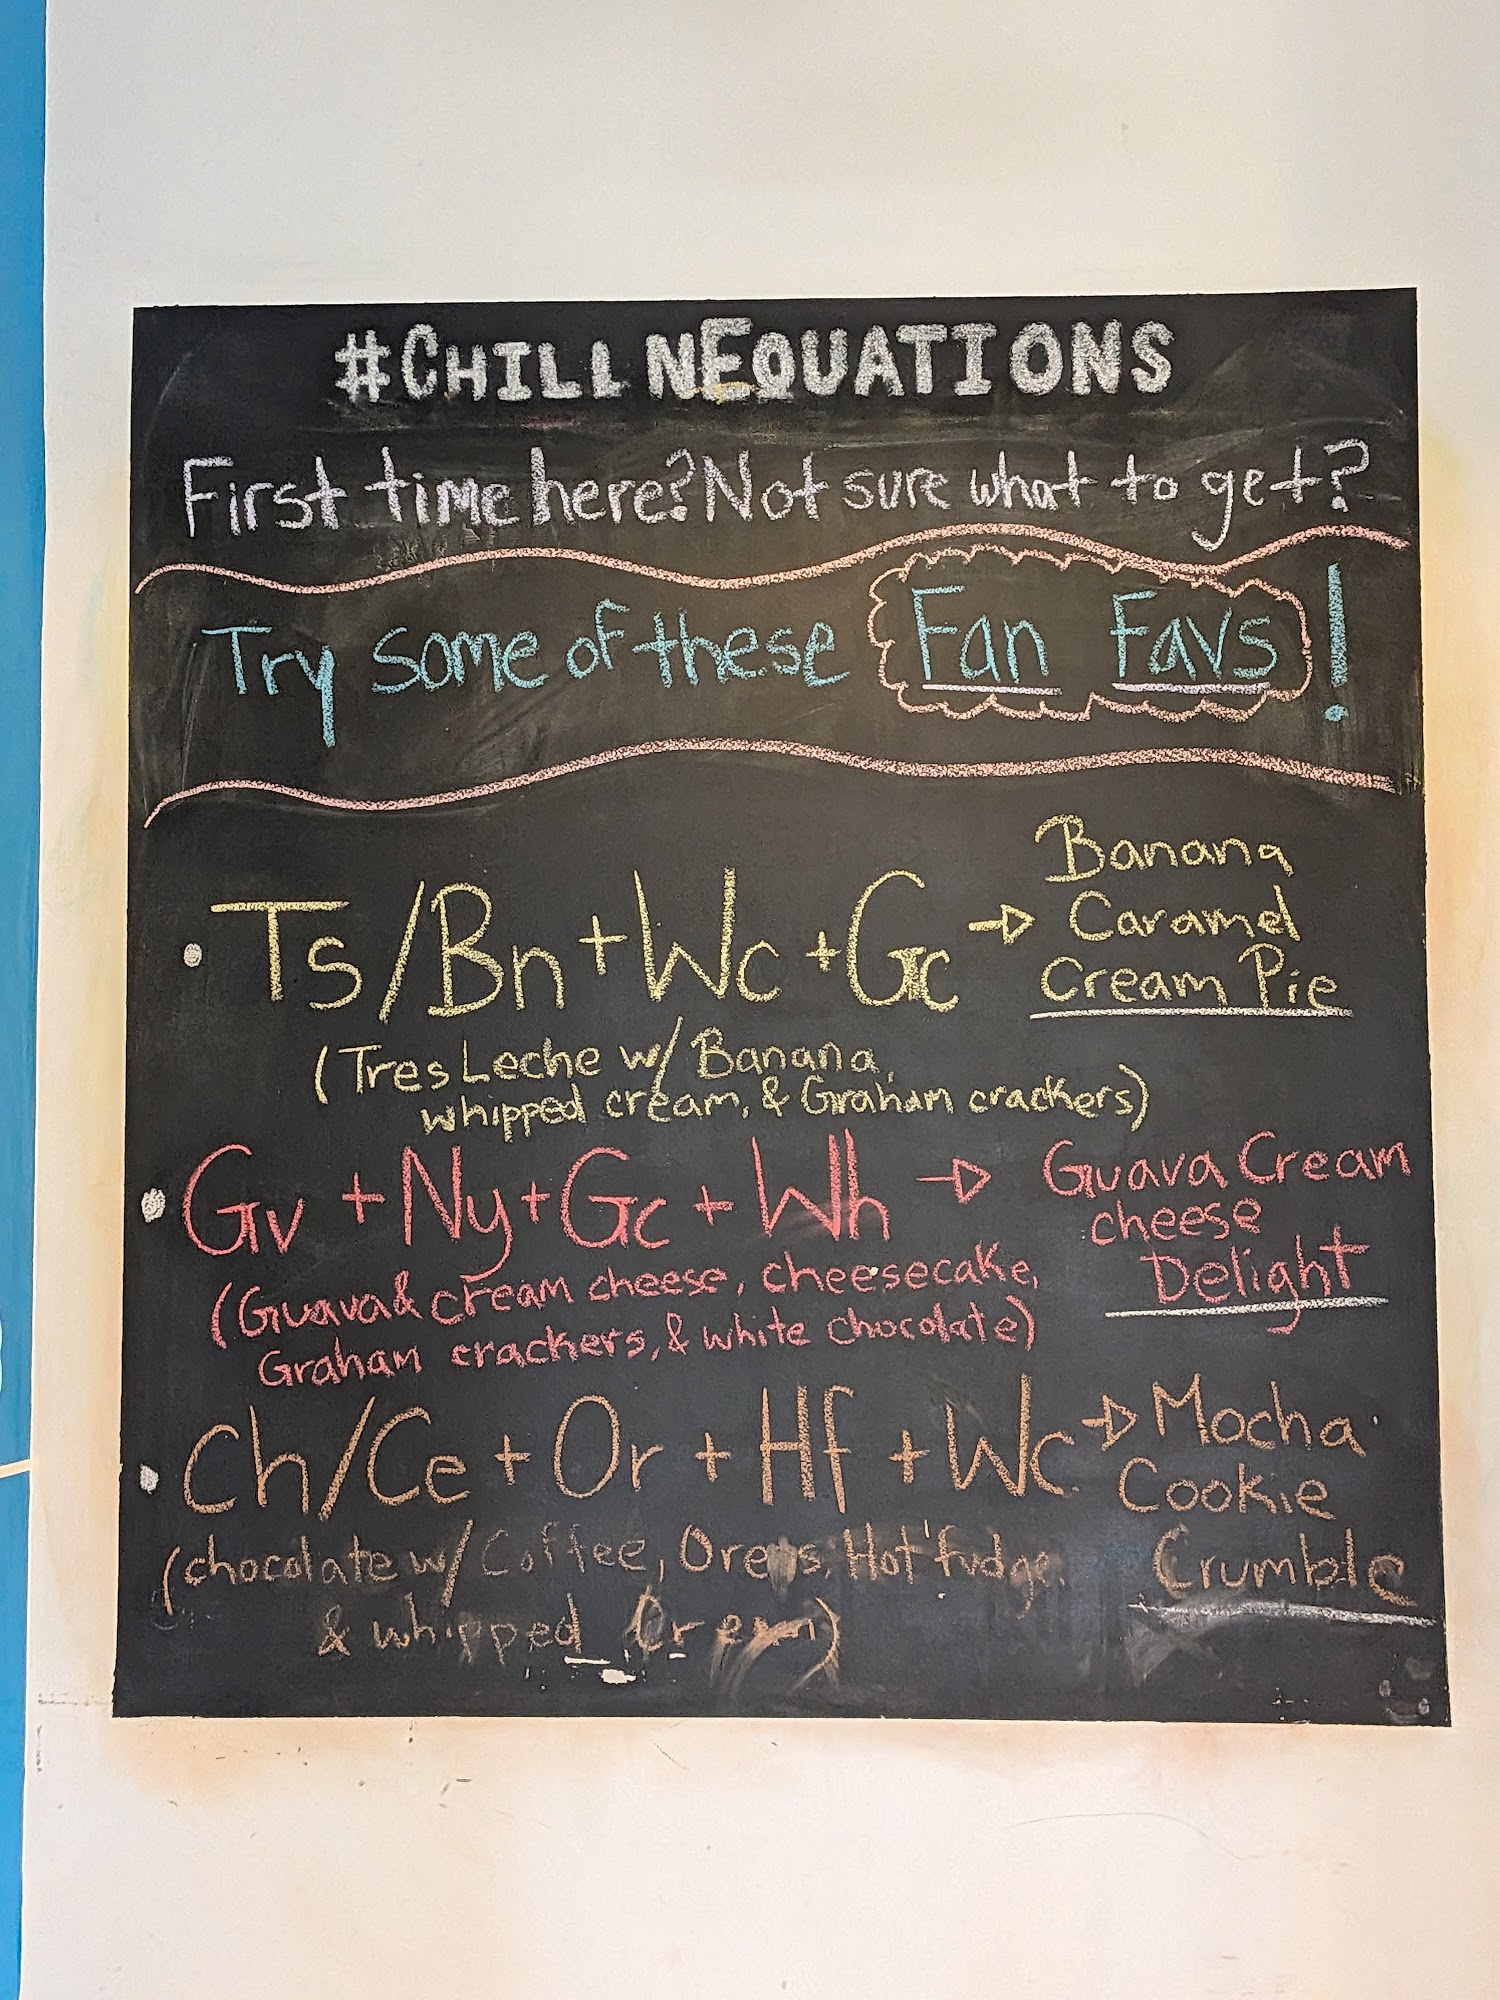 #CHILLNEQUATIONS
First time here? Not sure what to get?
Try some of these Fan Favs!
• Ts/Bn + Wc + Gc → Banana
Caramel
Cream Pie
(Tres Leche w/ Banana,
whipped cream, & Graham crackers)
• Gv + Ny + Gc + Wh → Guava Cream
cheese
Delight
(Guava & cream cheese, cheesecake,
Graham crackers, & white chocolate)
• Ch/Ce + Or + Hf + Wc → Mocha
Cookie
Crumble
(chocolate w/ Coffee, Oreos, Hot fudge,
& whipped cream)